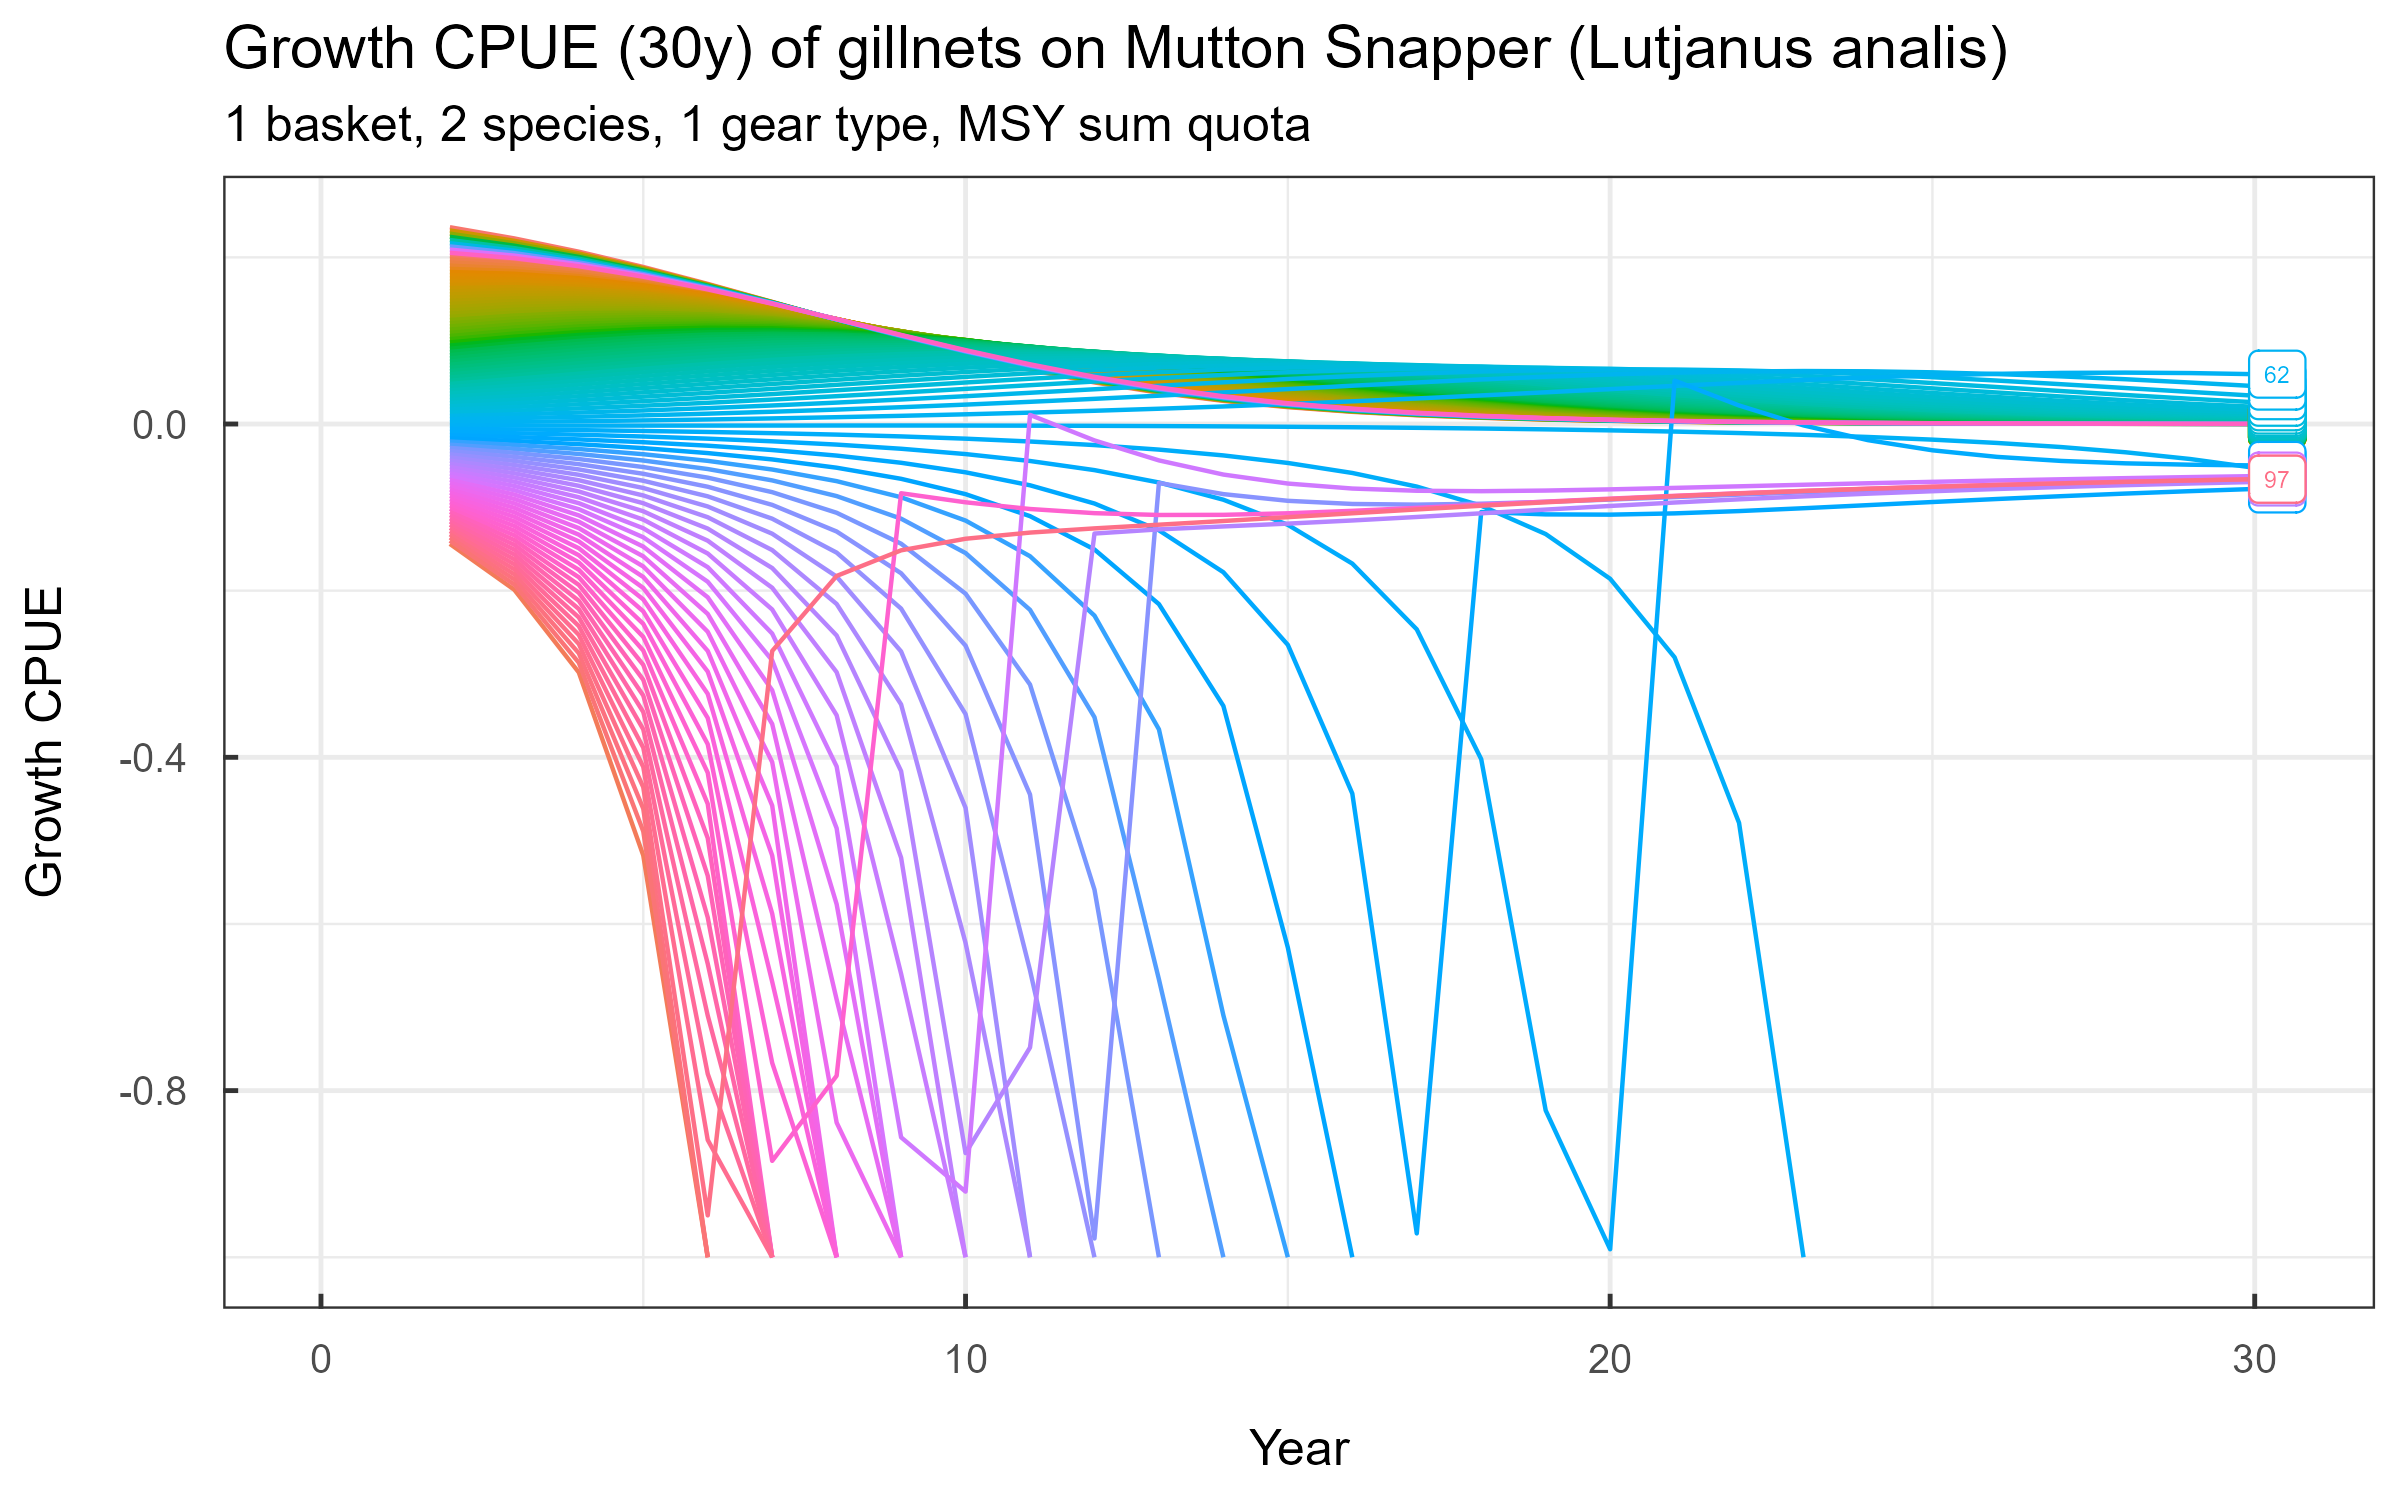 Growth CPUE (30y) of gillnets on Mutton Snapper (Lutjanus analis)
1 basket, 2 species, 1 gear type, MSY sum quota
Growth CPUE
0.0
-0.4
-0.8
62
97
0 10 20 30
Year